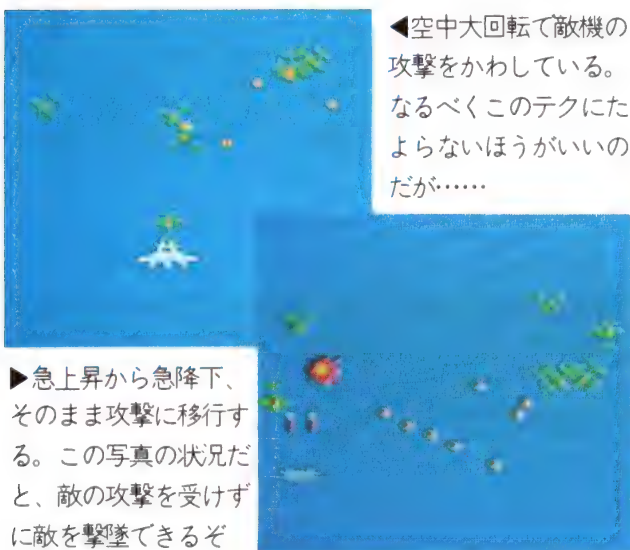 ◀空中大回転で敵機の
攻撃をかわしている。
なるべくこのテクにた
よらないほうがいいの
だが……
▶急上昇から急降下、
そのまま攻撃に移行す
る。この写真の状況だ
と、敵の攻撃を受けず
に敵を撃墜できるぞ